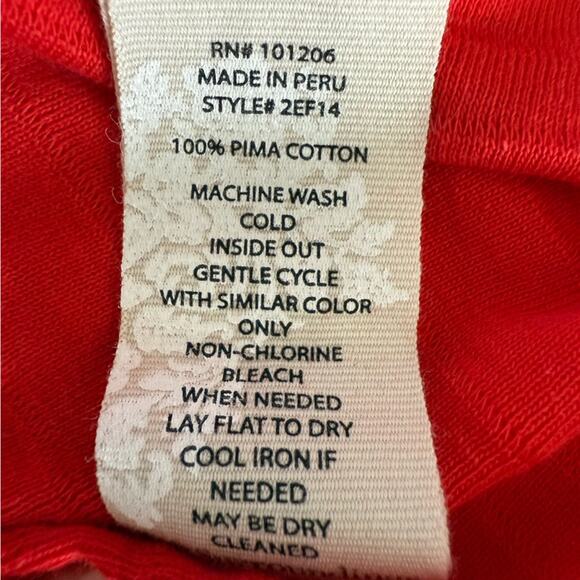 RN# 101206
MADE IN PERU
STYLE# 2EF14
100% PIMA COTTON
MACHINE WASH
COLD
INSIDE OUT
GENTLE CYCLE
WITH SIMILAR COLOR
ONLY
NON-CHLORINE
BLEACH
WHEN NEEDED
LAY FLAT TO DRY
COOL IRON IF
NEEDED
MAY BE DRY
CLEANED